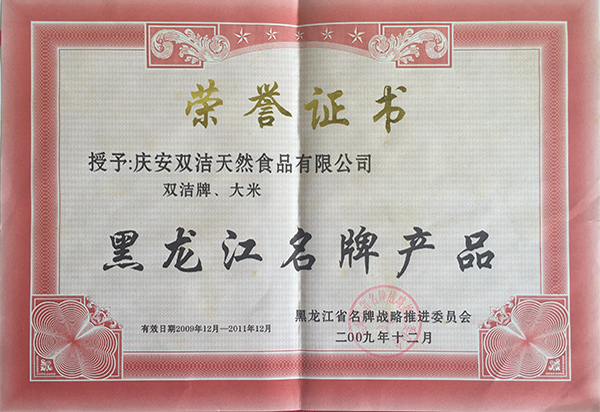 荣誉证书
授予:庆安双洁天然食品有限公司
双洁牌、大米
黑龙江名牌产品
黑龙江省名牌战略推进委员会
有效日期2009年12月—2011年12月
二00九年十二月